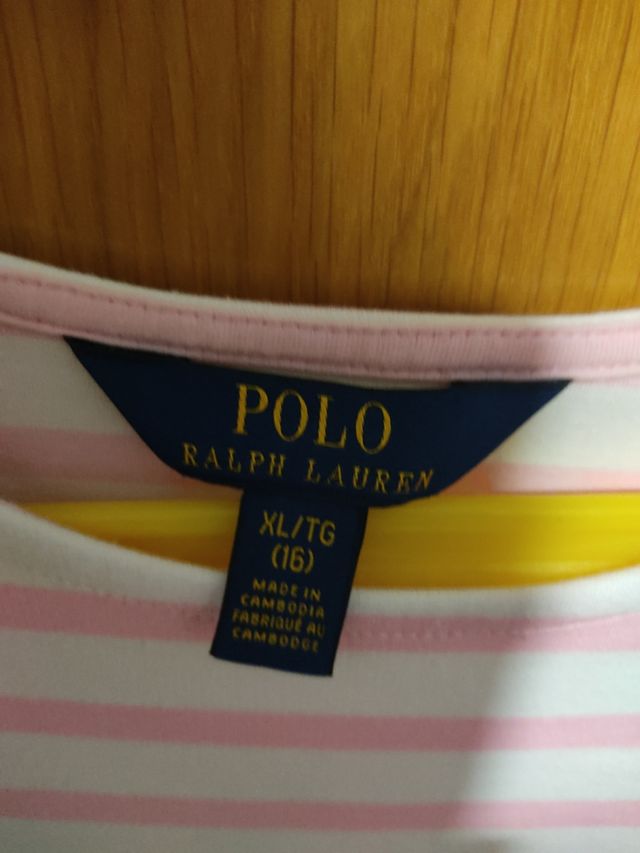 POLO
RALPH LAUREN
XL/TG
(16)
MADE IN
CAMBODIA
FABRIQUÉ AU
CAMBODGE